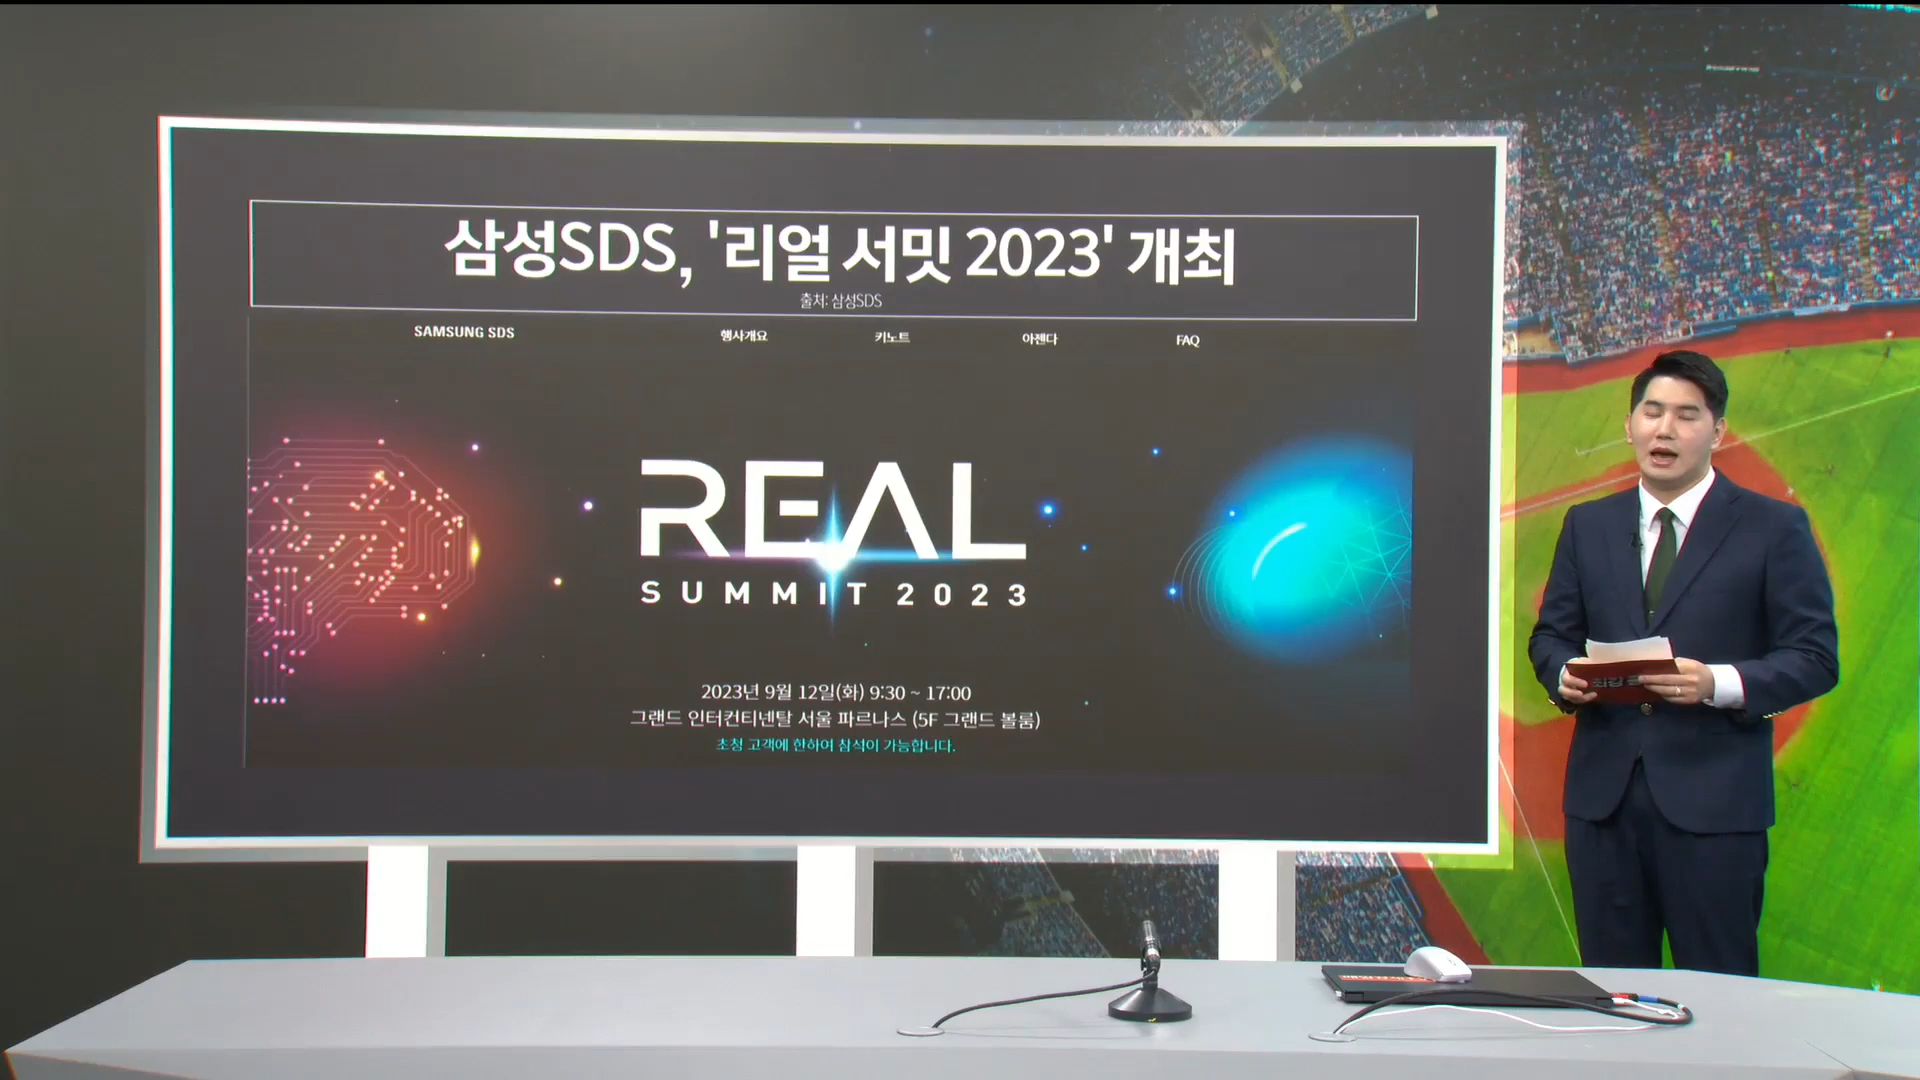 삼성SDS, '리얼 서밋 2023' 개최
출처: 삼성SDS
SAMSUNG SDS 행사개요 키노트 아젠다 FAQ
REAL
SUMMIT 2023
2023년 9월 12일(화) 9:30 ~ 17:00
그랜드 인터컨티넨탈 서울 파르나스 (5F 그랜드 볼룸)
초청 고객에 한하여 참석이 가능합니다.